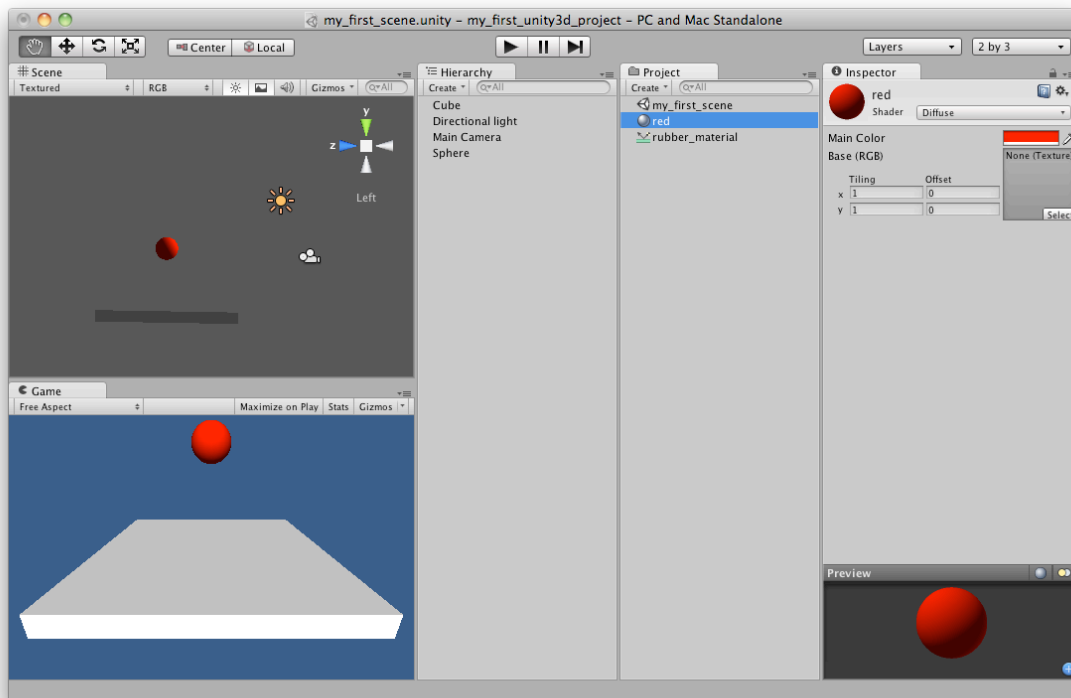 my_first_scene.unity – my_first_unity3d_project – PC and Mac Standalone
Center Local Layers 2 by 3
Scene
Textured RGB Gizmos All
y
z
Left
Game
Free Aspect Maximize on Play Stats Gizmos
Hierarchy
Create All
Cube
Directional light
Main Camera
Sphere
Project
Create All
my_first_scene
red
rubber_material
Inspector
red
Shader Diffuse
Main Color
Base (RGB) None (Texture
Tiling Offset
x 1 0
y 1 0
Select
Preview